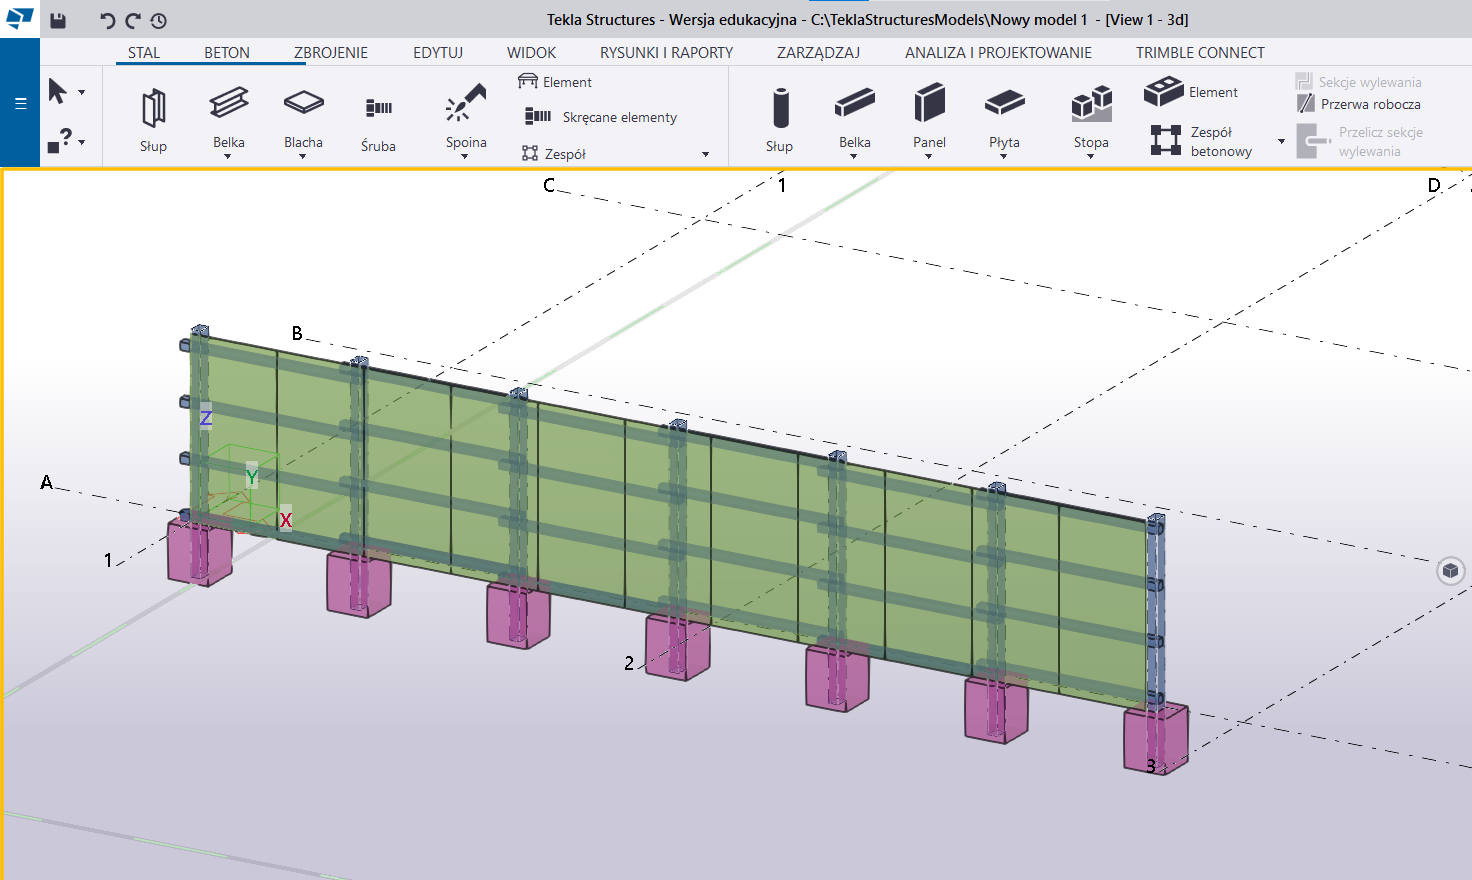 Tekla Structures - Wersja edukacyjna - C:\TeklaStructuresModels\Nowy model 1 - [View 1 - 3d]
STAL BETON ZBROJENIE EDYTUJ WIDOK RYSUNKI I RAPORTY ZARZĄDZAJ ANALIZA I PROJEKTOWANIE TRIMBLE CONNECT
Słup
Belka
Blacha
Śruba
Spoina
Element
Skręcane elementy
Zespół
Słup
Belka
Panel
Płyta
Stopa
Element
Zespół
betonowy
Sekcje wylewania
Przerwa robocza
Przelicz sekcje
wylewania
C
1
D
B
Z
A
Y
X
1
2
3